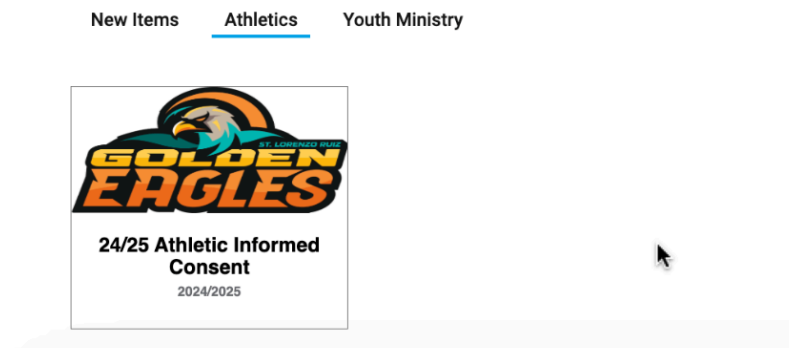 New Items Athletics Youth Ministry
ST. LORENZO RUIZ
GOLDEN
EAGLES
24/25 Athletic Informed
Consent
2024/2025